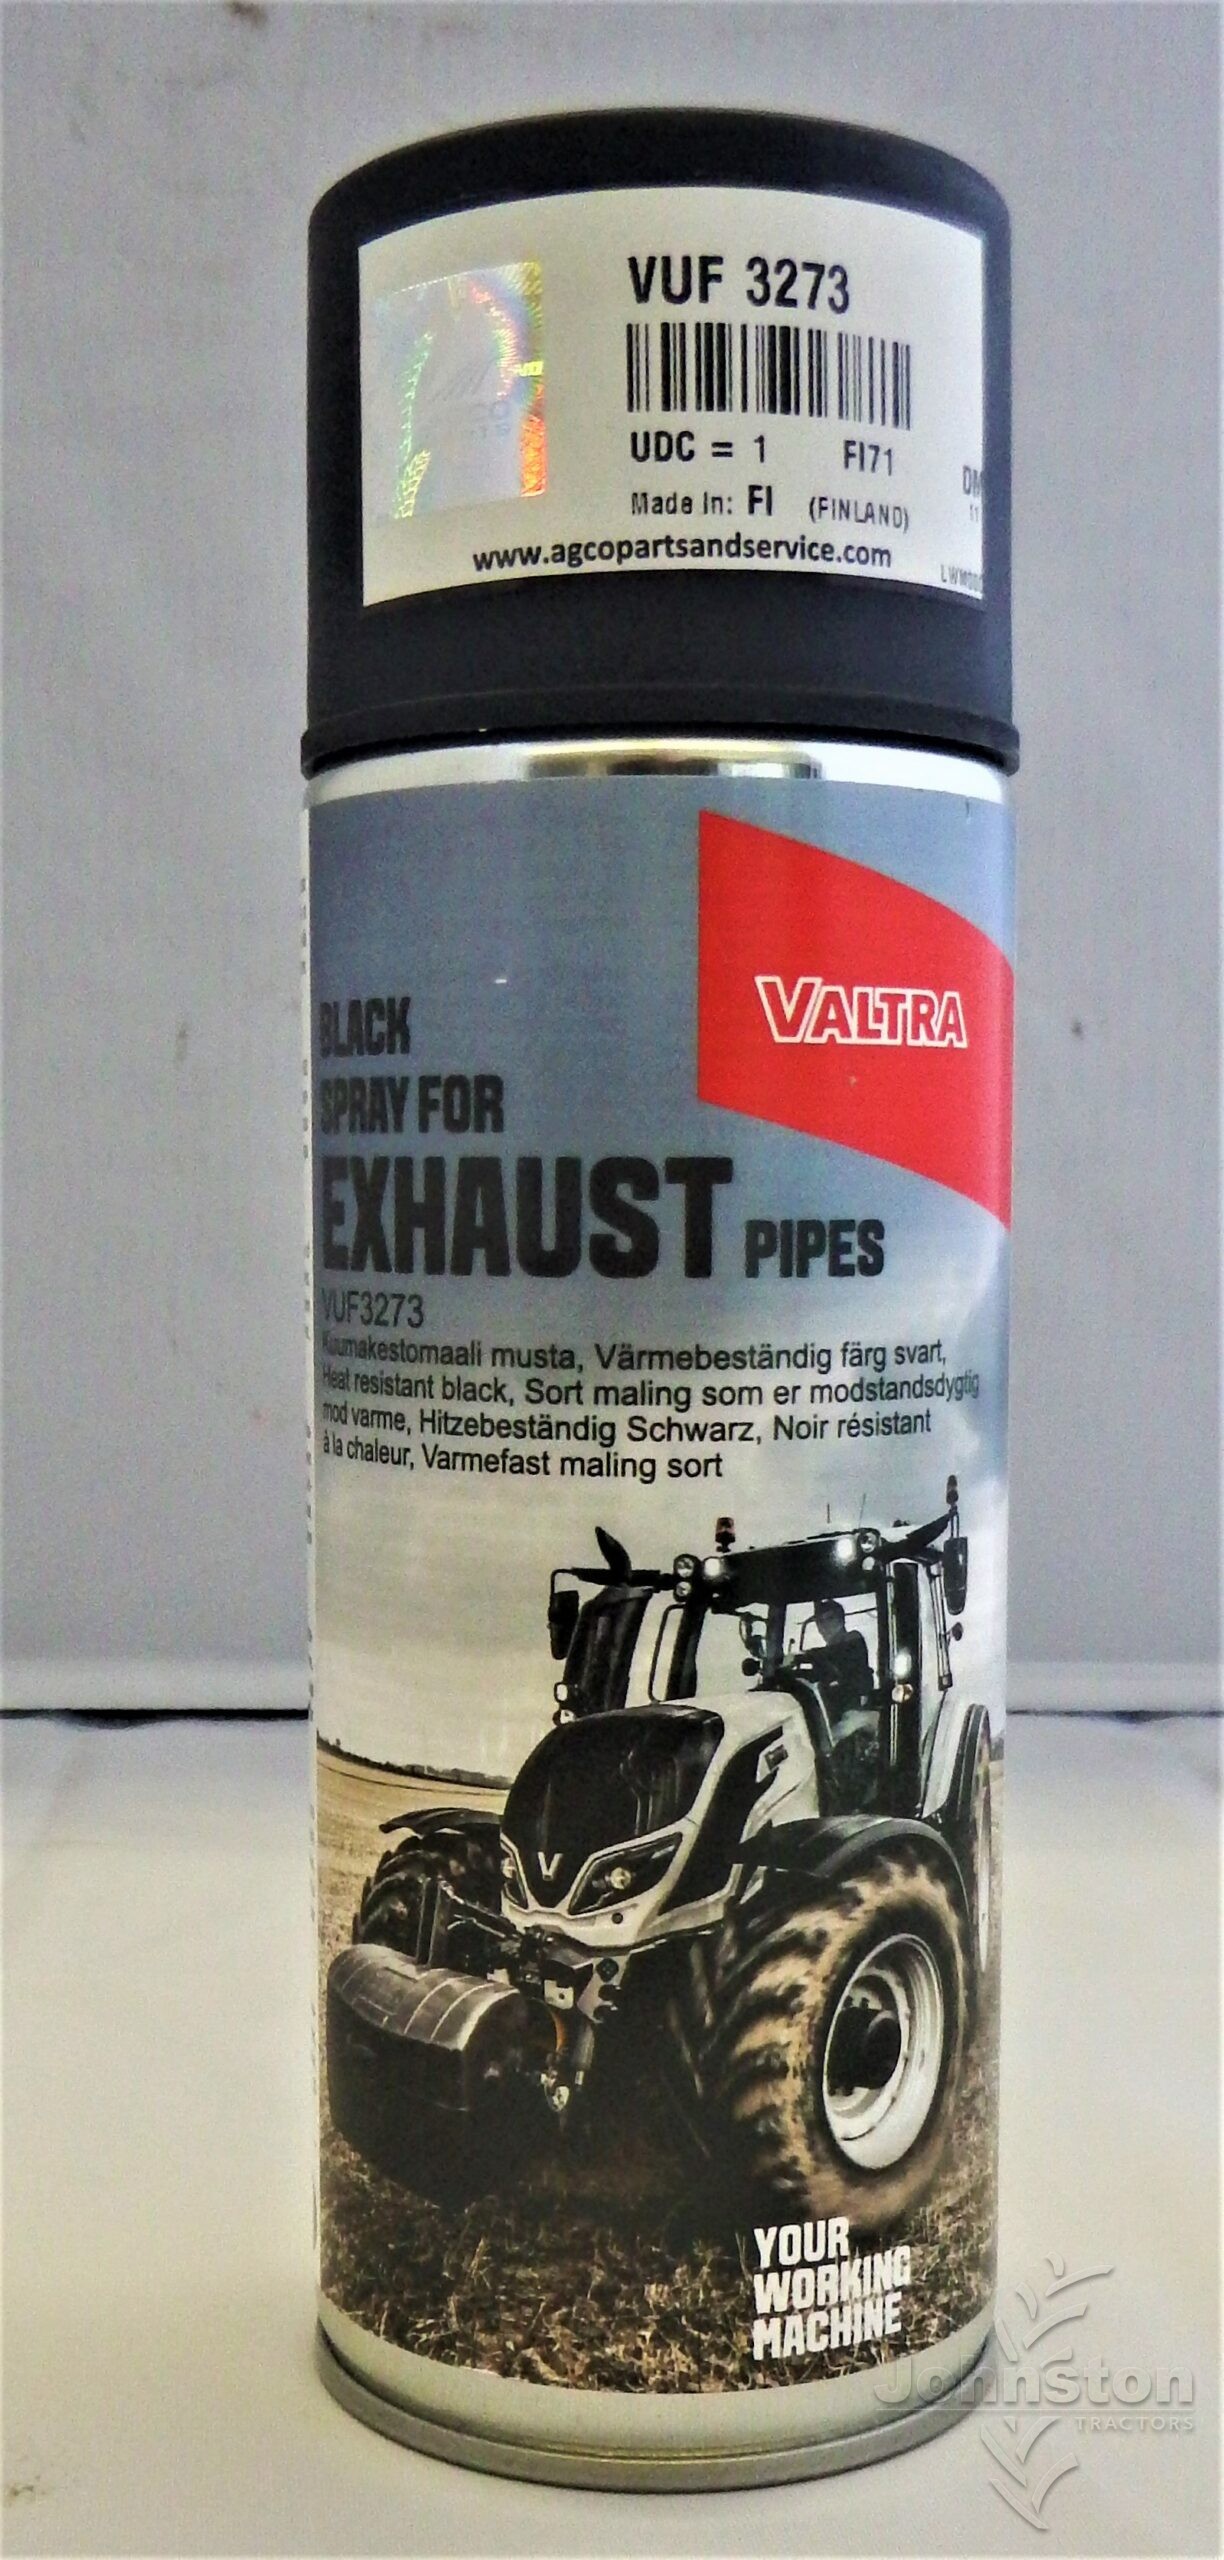 VUF 3273
UDC = 1 FI71
Made In: FI (FINLAND)
www.agcopartsandservice.com
VALTRA
BLACK
SPRAY FOR
EXHAUST PIPES
VUF3273
Kuumakestomaali musta, Värmebeständig färg svart,
Heat resistant black, Sort maling som er modstandsdygtig
mod varme, Hitzebeständig Schwarz, Noir résistant
à la chaleur, Varmefast maling sort
V
YOUR
WORKING
MACHINE
Johnston
TRACTORS